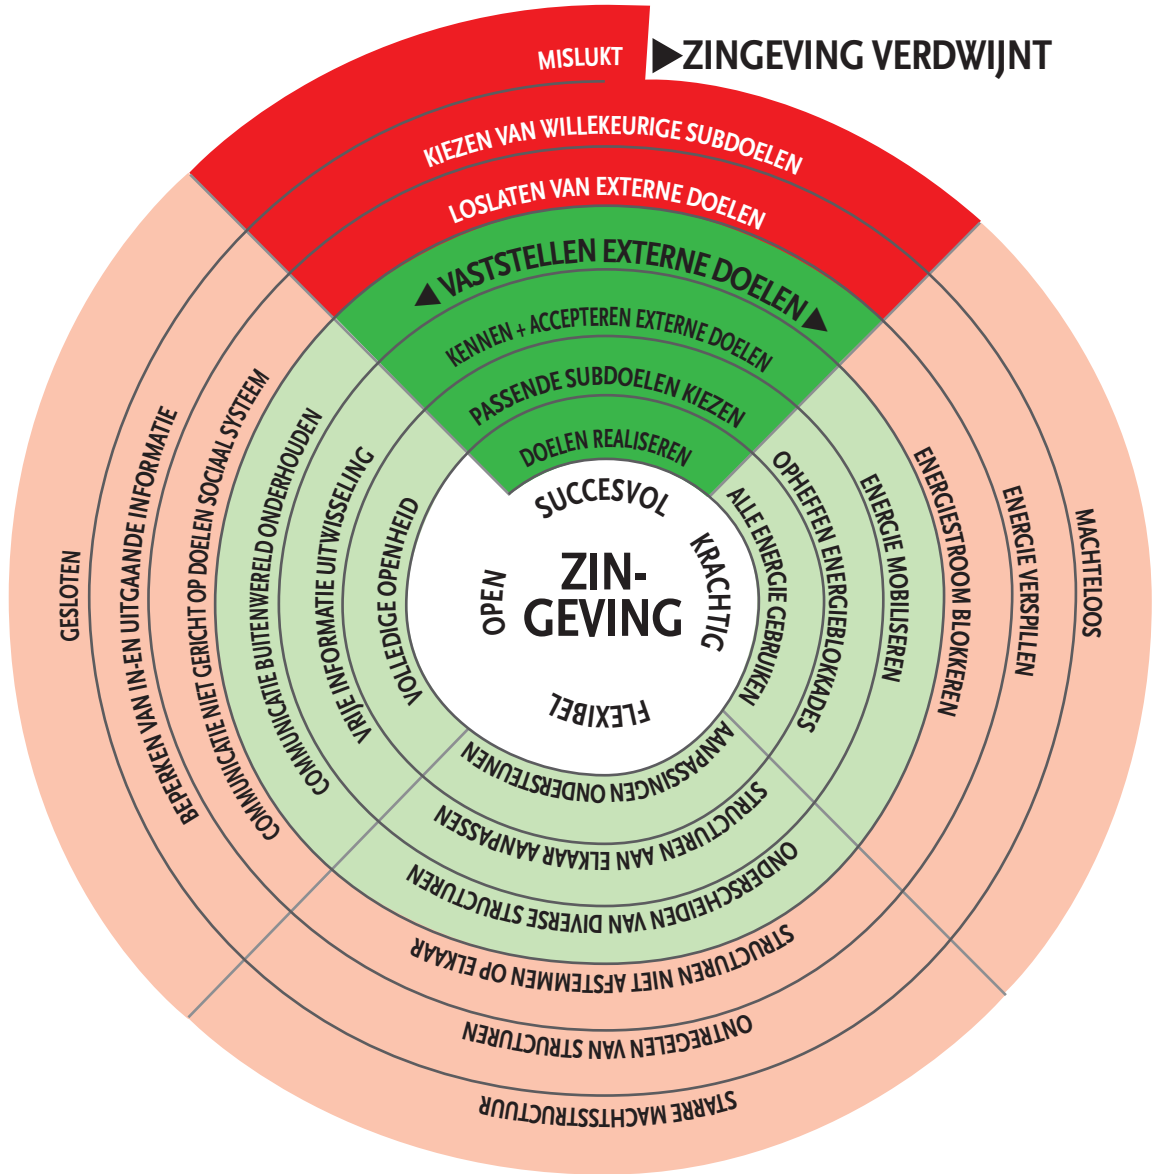 MISLUKT
▶ZINGEVING VERDWIJNT
KIEZEN VAN WILLEKEURIGE SUBDOELEN
LOSLATEN VAN EXTERNE DOELEN
◀ VASTSTELLEN EXTERNE DOELEN ▶
KENNEN + ACCEPTEREN EXTERNE DOELEN
PASSENDE SUBDOELEN KIEZEN
DOELEN REALISEREN
SUCCESVOL
KRACHTIG
FLEXIBEL
OPEN
ZIN-
GEVING
ALLE ENERGIE GEBRUIKEN
OPHEFFEN ENERGIEBLOKKADES
ENERGIE MOBILISEREN
ENERGIESTROOM BLOKKEREN
ENERGIE VERSPILLEN
MACHTELOOS
AANPASSINGEN ONDERSTEUNEN
STRUCTUREN AAN ELKAAR AANPASSEN
ONDERSCHEIDEN VAN DIVERSE STRUCTUREN
STRUCTUREN NIET AFSTEMMEN OP ELKAAR
ONTREGELEN VAN STRUCTUREN
STARRE MACHTSSTRUCTUUR
VOLLEDIGE OPENHEID
VRIJE INFORMATIE UITWISSELING
COMMUNICATIE BUITENWERELD ONDERHOUDEN
COMMUNICATIE NIET GERICHT OP DOELEN SOCIAAL SYSTEEM
BEPERKEN VAN IN-EN UITGAANDE INFORMATIE
GESLOTEN